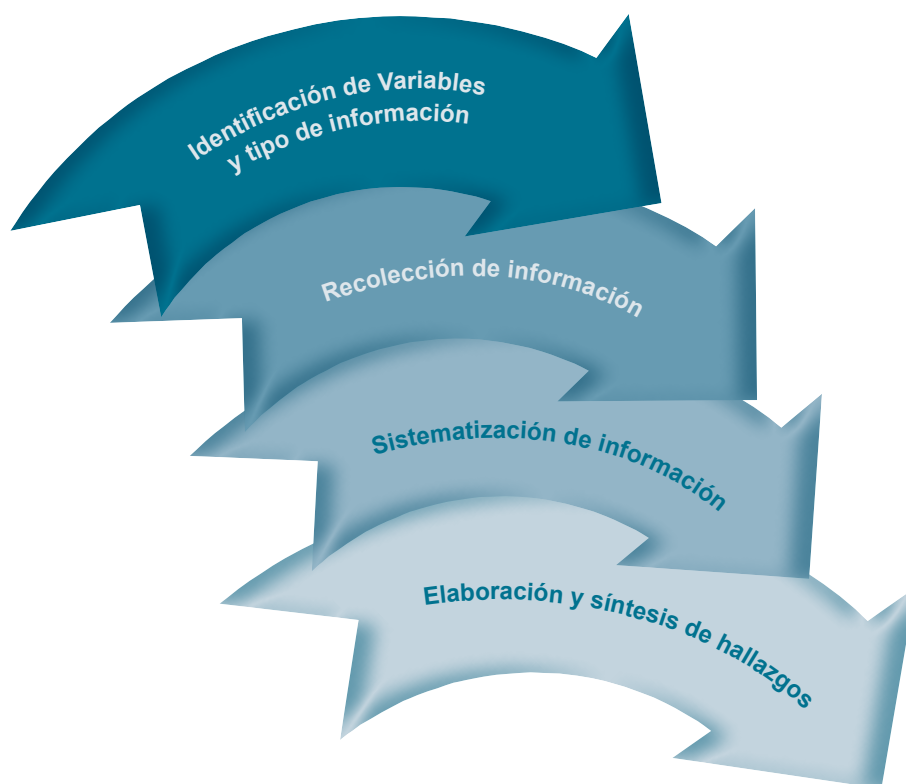 Identificación de Variables
y tipo de información
Recolección de información
Sistematización de información
Elaboración y síntesis de hallazgos